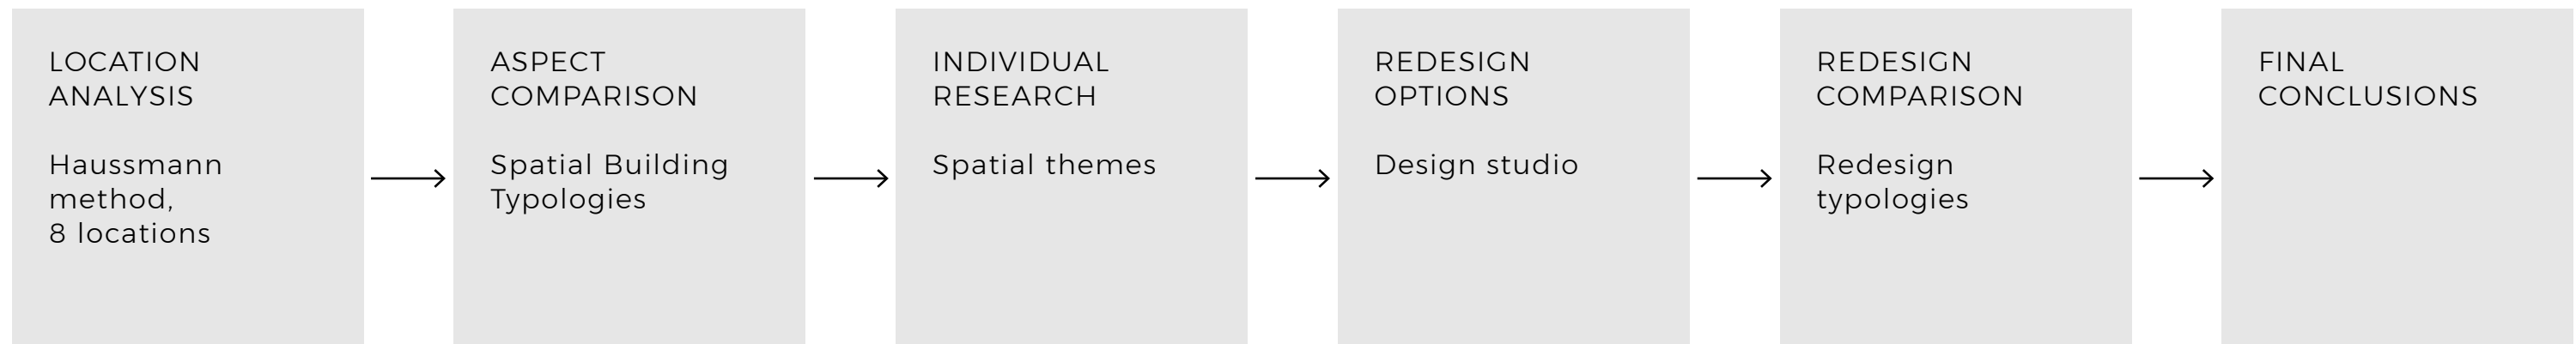 LOCATION
ANALYSIS
Haussmann
method,
8 locations
ASPECT
COMPARISON
Spatial Building
Typologies
INDIVIDUAL
RESEARCH
Spatial themes
REDESIGN
OPTIONS
Design studio
REDESIGN
COMPARISON
Redesign
typologies
FINAL
CONCLUSIONS